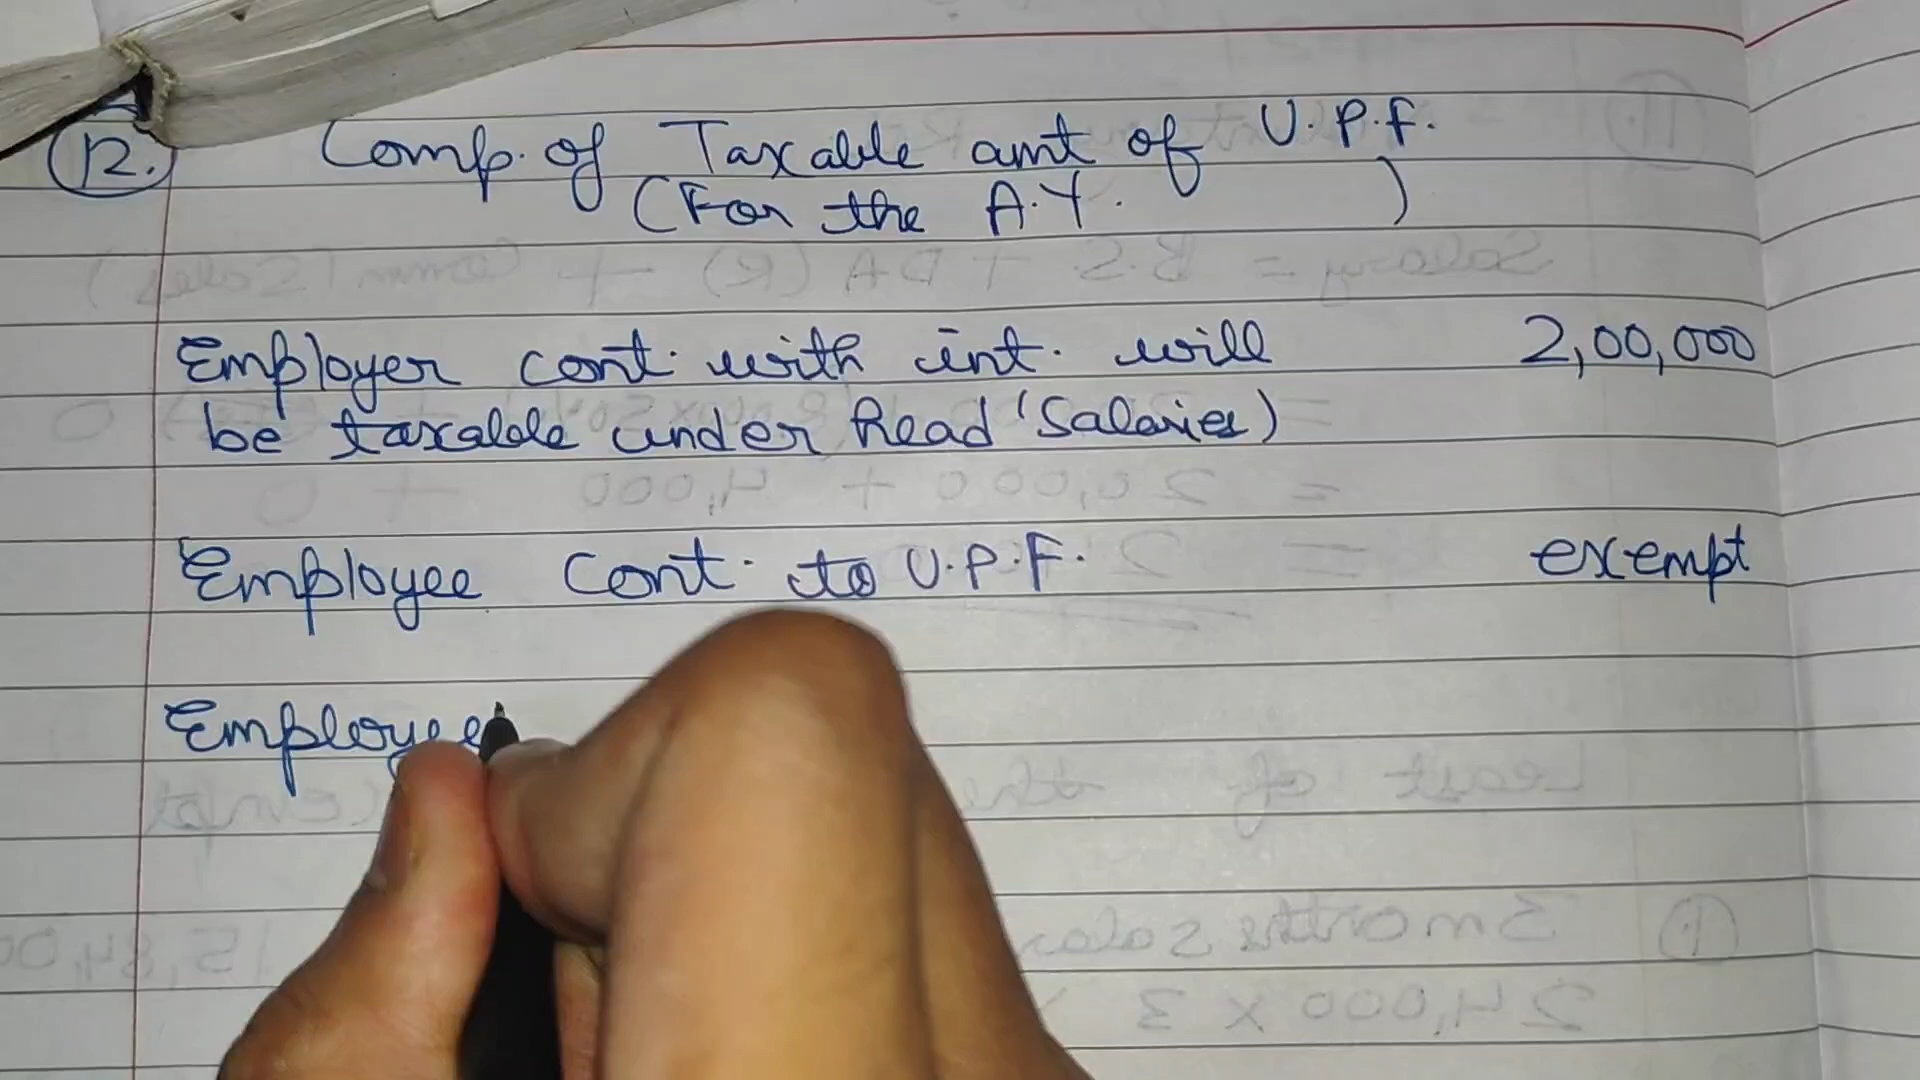 12. Comp. of Taxable amt of U.P.F.
(For the A.Y. )
Employer cont. with int. will 2,00,000
be taxable under head 'Salaries)
Employee Cont. to U.P.F. exempt
Employee